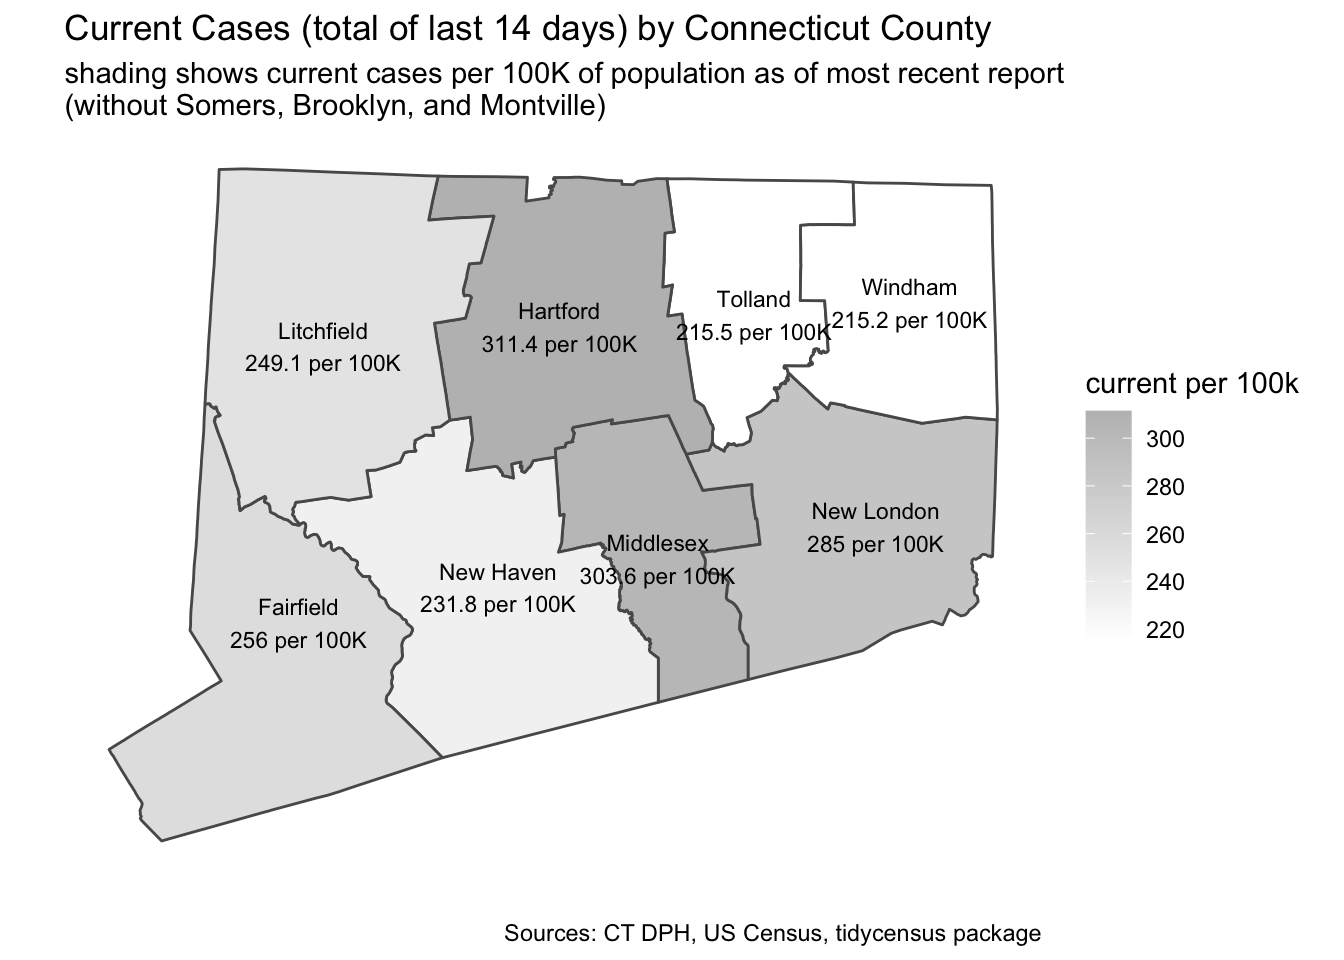 Current Cases (total of last 14 days) by Connecticut County
shading shows current cases per 100K of population as of most recent report
(without Somers, Brooklyn, and Montville)
Litchfield
249.1 per 100K
Hartford
311.4 per 100K
Tolland
215.5 per 100K
Windham
215.2 per 100K
Fairfield
256 per 100K
New Haven
231.8 per 100K
Middlesex
303.6 per 100K
New London
285 per 100K
current per 100k
300
280
260
240
220
Sources: CT DPH, US Census, tidycensus package